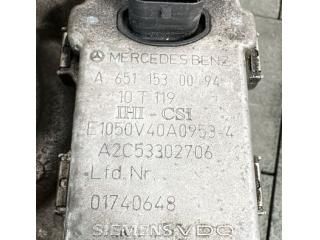 MERCEDES BENZ
A 651 153 00 94
10 T 119
IHI - CSI
E1050V40A0953-4
A2C53302706
Lfd.Nr.
01740648
SIEMENS VDO